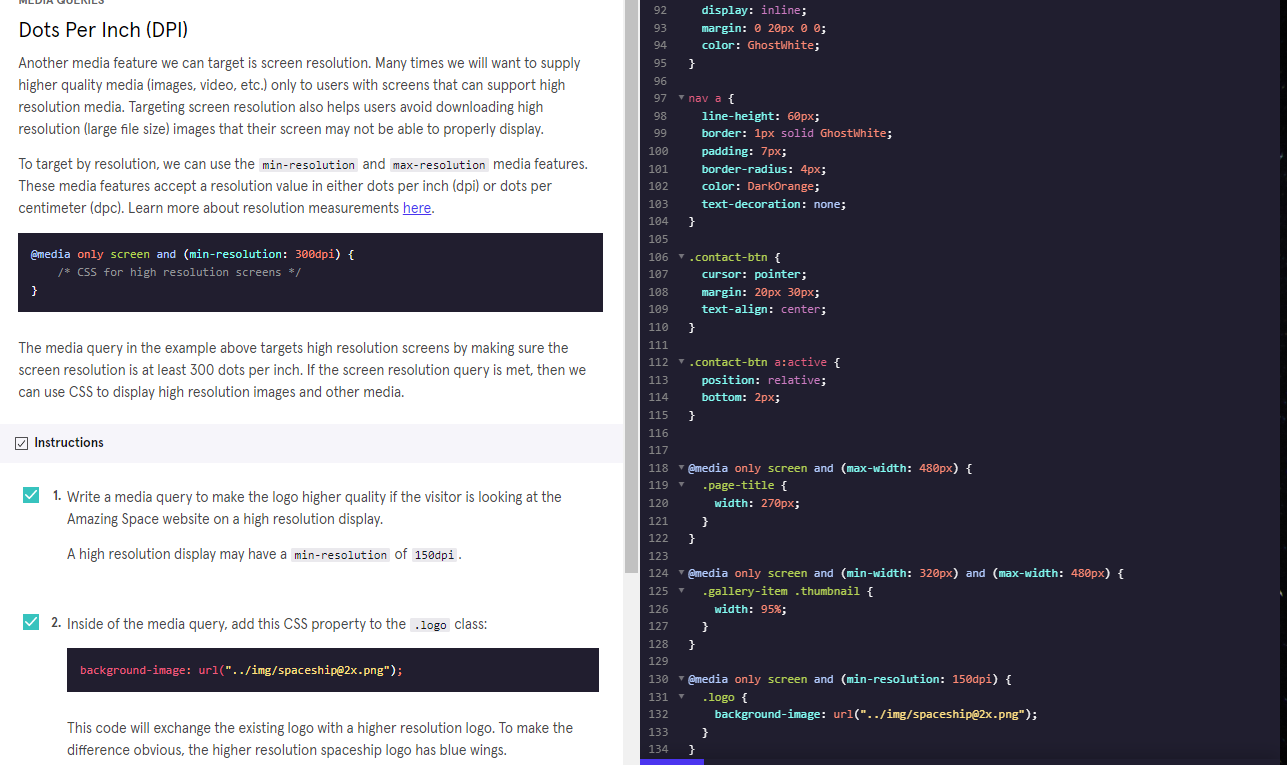 MEDIA QUERIES
Dots Per Inch (DPI)
Another media feature we can target is screen resolution. Many times we will want to supply
higher quality media (images, video, etc.) only to users with screens that can support high
resolution media. Targeting screen resolution also helps users avoid downloading high
resolution (large file size) images that their screen may not be able to properly display.
To target by resolution, we can use the min-resolution and max-resolution media features.
These media features accept a resolution value in either dots per inch (dpi) or dots per
centimeter (dpc). Learn more about resolution measurements here.
@media only screen and (min-resolution: 300dpi) {
/* CSS for high resolution screens */
}
The media query in the example above targets high resolution screens by making sure the
screen resolution is at least 300 dots per inch. If the screen resolution query is met, then we
can use CSS to display high resolution images and other media.
Instructions
1. Write a media query to make the logo higher quality if the visitor is looking at the
Amazing Space website on a high resolution display.
A high resolution display may have a min-resolution of 150dpi.
2. Inside of the media query, add this CSS property to the .logo class:
background-image: url("../img/spaceship@2x.png");
This code will exchange the existing logo with a higher resolution logo. To make the
difference obvious, the higher resolution spaceship logo has blue wings.
92 display: inline;
93 margin: 0 20px 0 0;
94 color: GhostWhite;
95 }
96
97 nav a {
98 line-height: 60px;
99 border: 1px solid GhostWhite;
100 padding: 7px;
101 border-radius: 4px;
102 color: DarkOrange;
103 text-decoration: none;
104 }
105
106 .contact-btn {
107 cursor: pointer;
108 margin: 20px 30px;
109 text-align: center;
110 }
111
112 .contact-btn a:active {
113 position: relative;
114 bottom: 2px;
115 }
116
117
118 @media only screen and (max-width: 480px) {
119 .page-title {
120 width: 270px;
121 }
122 }
123
124 @media only screen and (min-width: 320px) and (max-width: 480px) {
125 .gallery-item .thumbnail {
126 width: 95%;
127 }
128 }
129
130 @media only screen and (min-resolution: 150dpi) {
131 .logo {
132 background-image: url("../img/spaceship@2x.png");
133 }
134 }